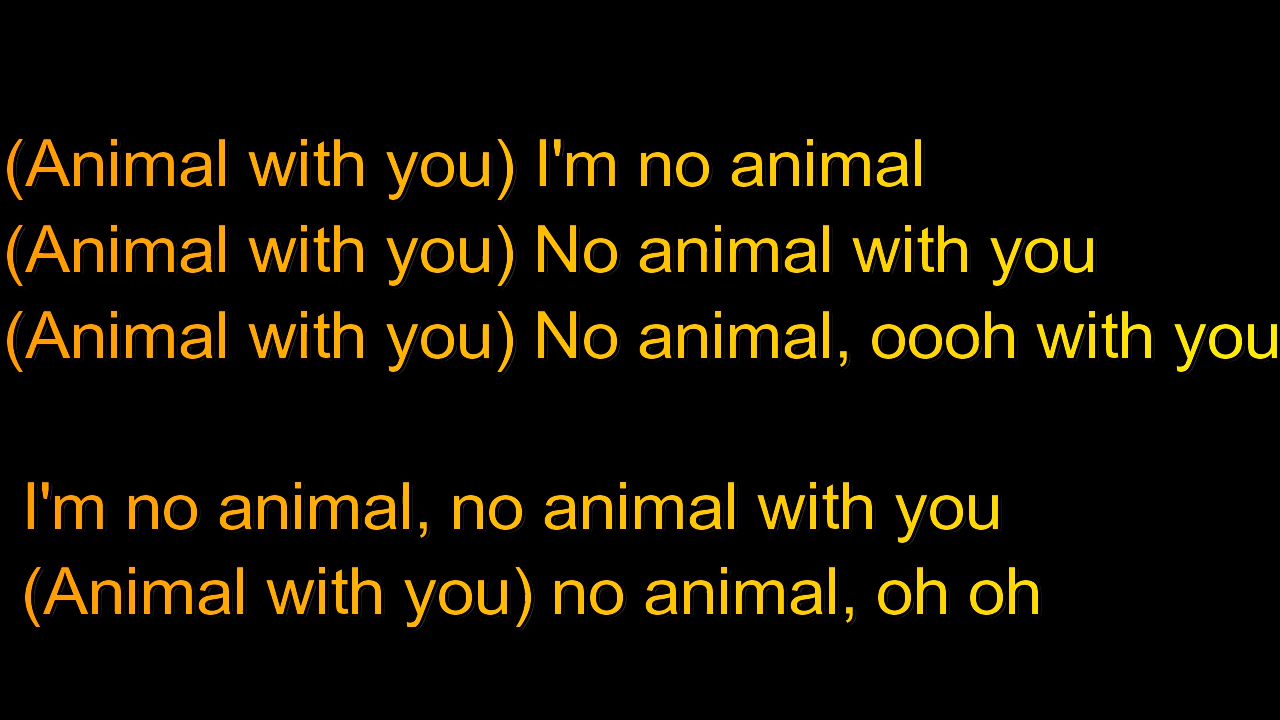 (Animal with you) I'm no animal
(Animal with you) No animal with you
(Animal with you) No animal, oooh with you
I'm no animal, no animal with you
(Animal with you) no animal, oh oh